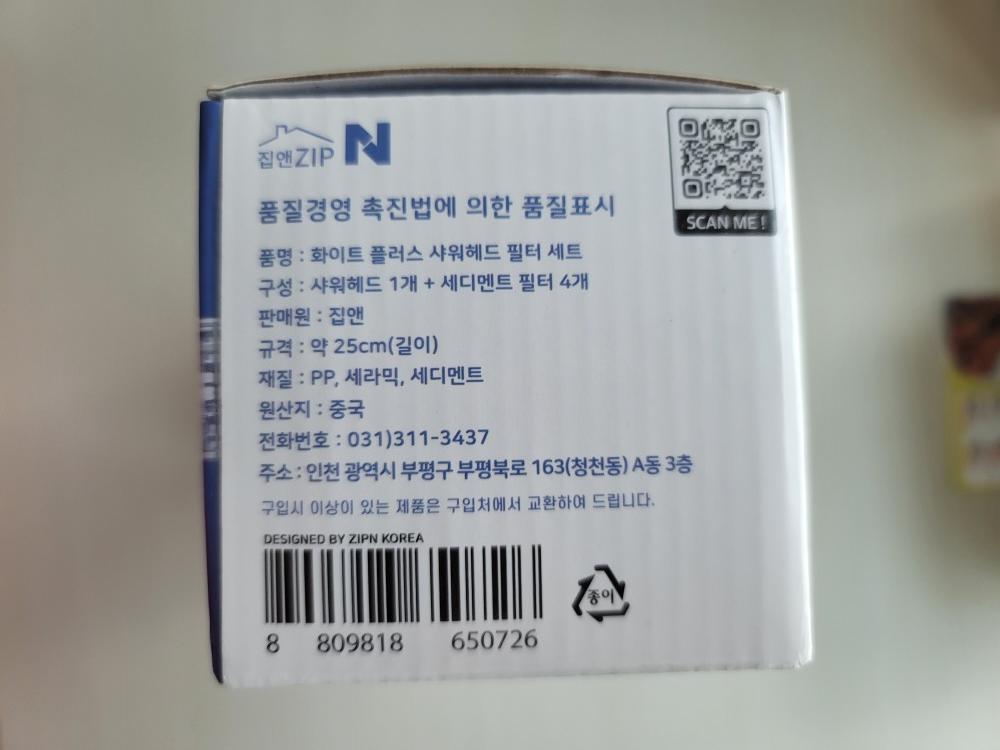 집앤ZIP N
SCAN ME!
품질경영 촉진법에 의한 품질표시
품명 : 화이트 플러스 샤워헤드 필터 세트
구성 : 샤워헤드 1개 + 세디멘트 필터 4개
판매원 : 집앤
규격 : 약 25cm(길이)
재질 : PP, 세라믹, 세디멘트
원산지 : 중국
전화번호 : 031)311-3437
주소 : 인천 광역시 부평구 부평북로 163(청천동) A동 3층
구입시 이상이 있는 제품은 구입처에서 교환하여 드립니다.
DESIGNED BY ZIPN KOREA
종이
8 809818 650726